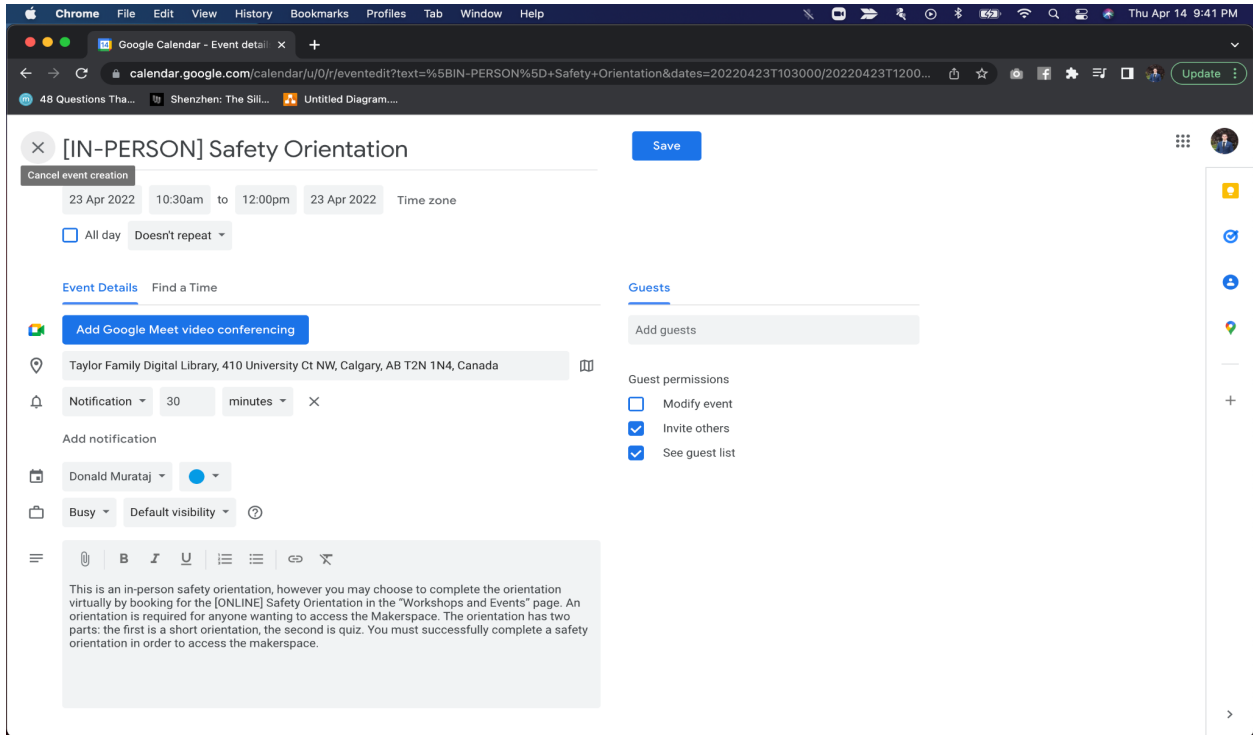 Chrome File Edit View History Bookmarks Profiles Tab Window Help Thu Apr 14 9:41 PM
Google Calendar - Event detail
calendar.google.com/calendar/u/0/r/eventedit?text=%5BIN-PERSON%5D+Safety+Orientation&dates=20220423T103000/20220423T1200... Update
48 Questions Tha... Shenzhen: The Sili... Untitled Diagram....
[IN-PERSON] Safety Orientation Save
Cancel event creation
23 Apr 2022 10:30am to 12:00pm 23 Apr 2022 Time zone
All day Doesn't repeat
Event Details Find a Time Guests
Add Google Meet video conferencing Add guests
Taylor Family Digital Library, 410 University Ct NW, Calgary, AB T2N 1N4, Canada
Guest permissions
Notification 30 minutes Modify event
Invite others
Add notification
See guest list
Donald Murataj
Busy Default visibility
B I U
This is an in-person safety orientation, however you may choose to complete the orientation
virtually by booking for the [ONLINE] Safety Orientation in the “Workshops and Events” page. An
orientation is required for anyone wanting to access the Makerspace. The orientation has two
parts: the first is a short orientation, the second is quiz. You must successfully complete a safety
orientation in order to access the makerspace.